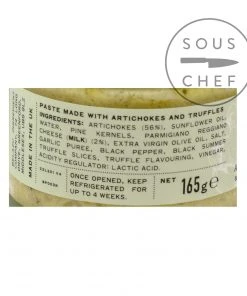 SOUS
CHEF
PASTE MADE WITH ARTICHOKES AND TRUFFLES
INGREDIENTS: ARTICHOKES (56%), SUNFLOWER OIL,
WATER, PINE KERNELS, PARMIGIANO REGGIANO
CHEESE (MILK) (2%), EXTRA VIRGIN OLIVE OIL, SALT,
GARLIC PUREE, BLACK PEPPER, BLACK SUMMER
TRUFFLE SLICES, TRUFFLE FLAVOURING, VINEGAR,
ACIDITY REGULATOR: LACTIC ACID.
MADE IN THE UK
ONCE OPENED, KEEP
REFRIGERATED FOR
UP TO 4 WEEKS.
NET 165g e